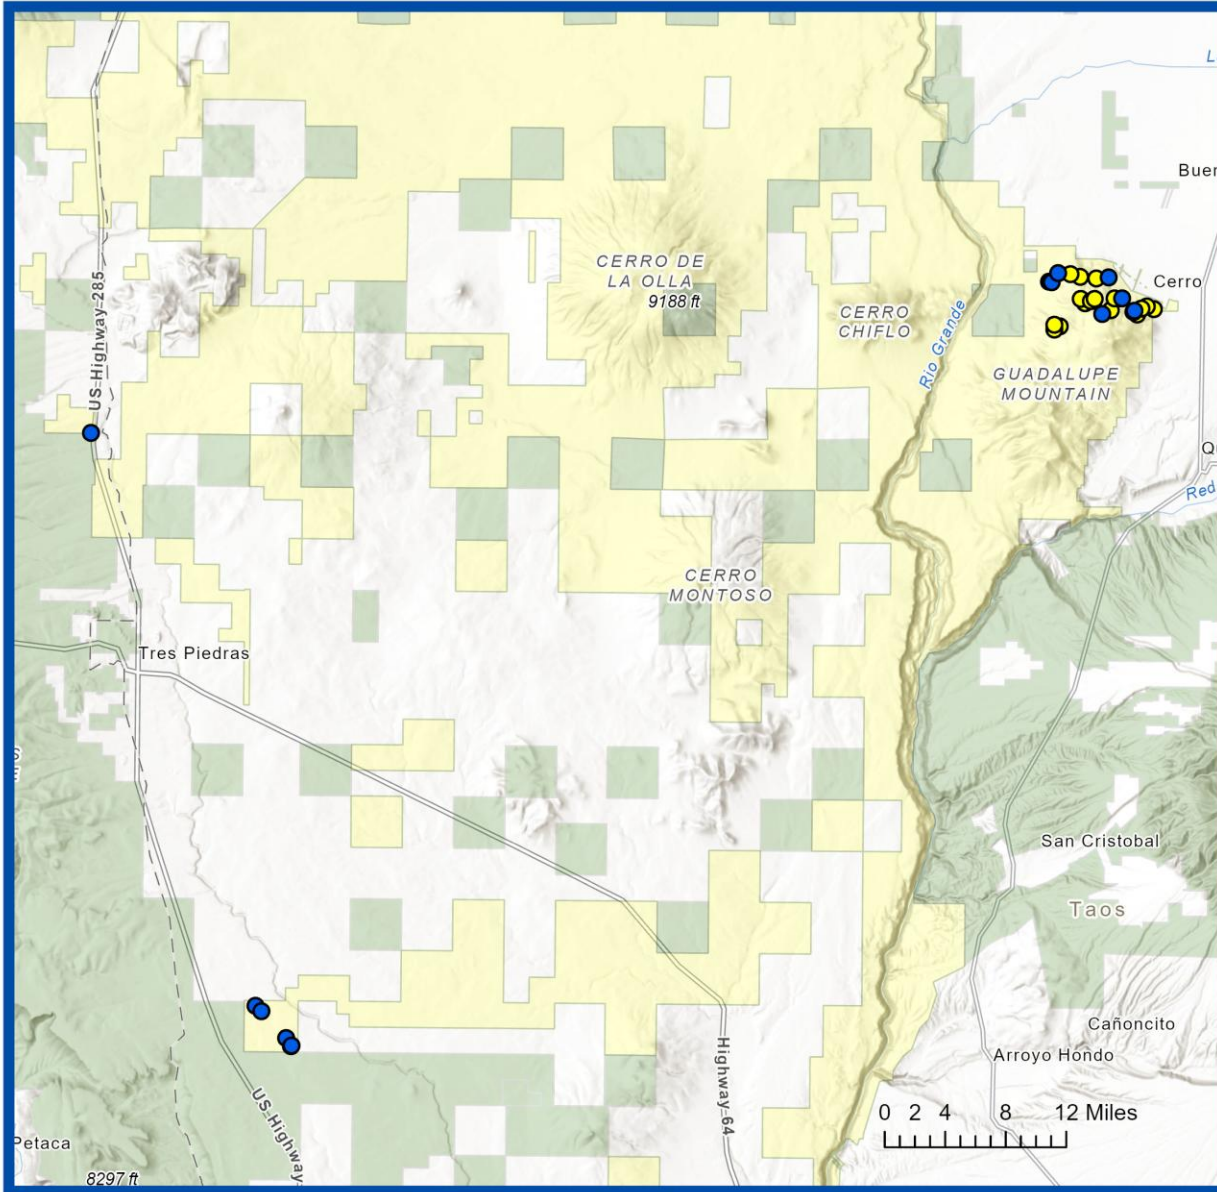 L
Buen
CERRO DE
LA OLLA
9188 ft
Cerro
US Highway 285
CERRO
CHIFLO
Rio Grande
GUADALUPE
MOUNTAIN
Red
CERRO
MONTOSO
Tres Piedras
San Cristobal
Taos
Cañoncito
Arroyo Hondo
Highway 64
US Highway
0 2 4 8 12 Miles
Petaca
8297 ft